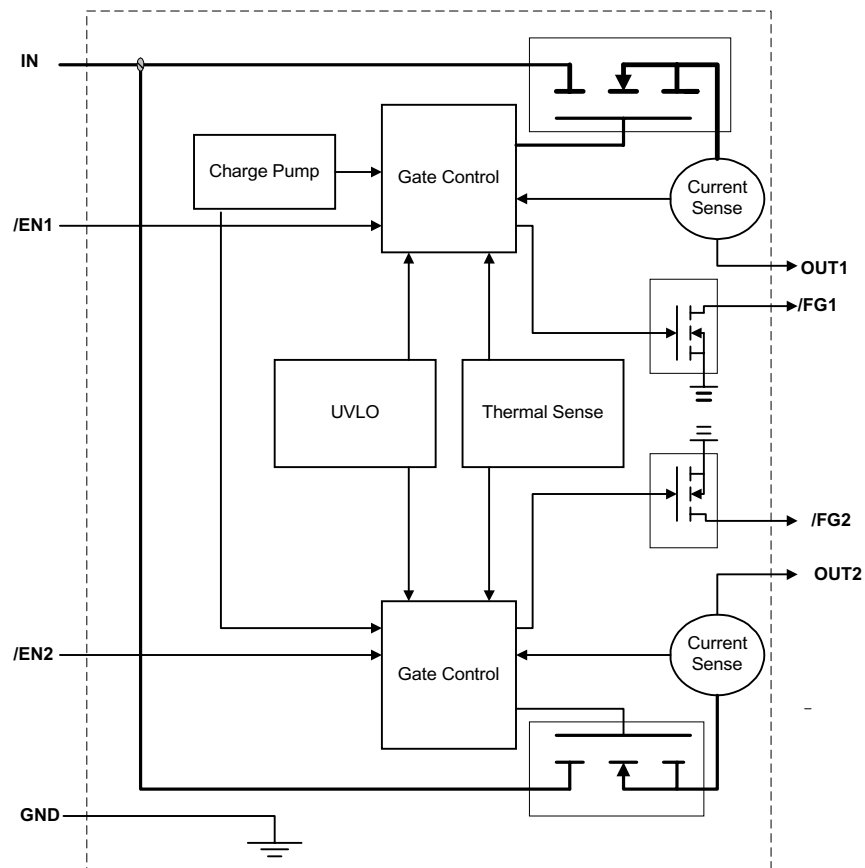 IN
Charge Pump
Gate Control
Current
Sense
/EN1
OUT1
/FG1
UVLO
Thermal Sense
/FG2
OUT2
/EN2
Gate Control
Current
Sense
GND